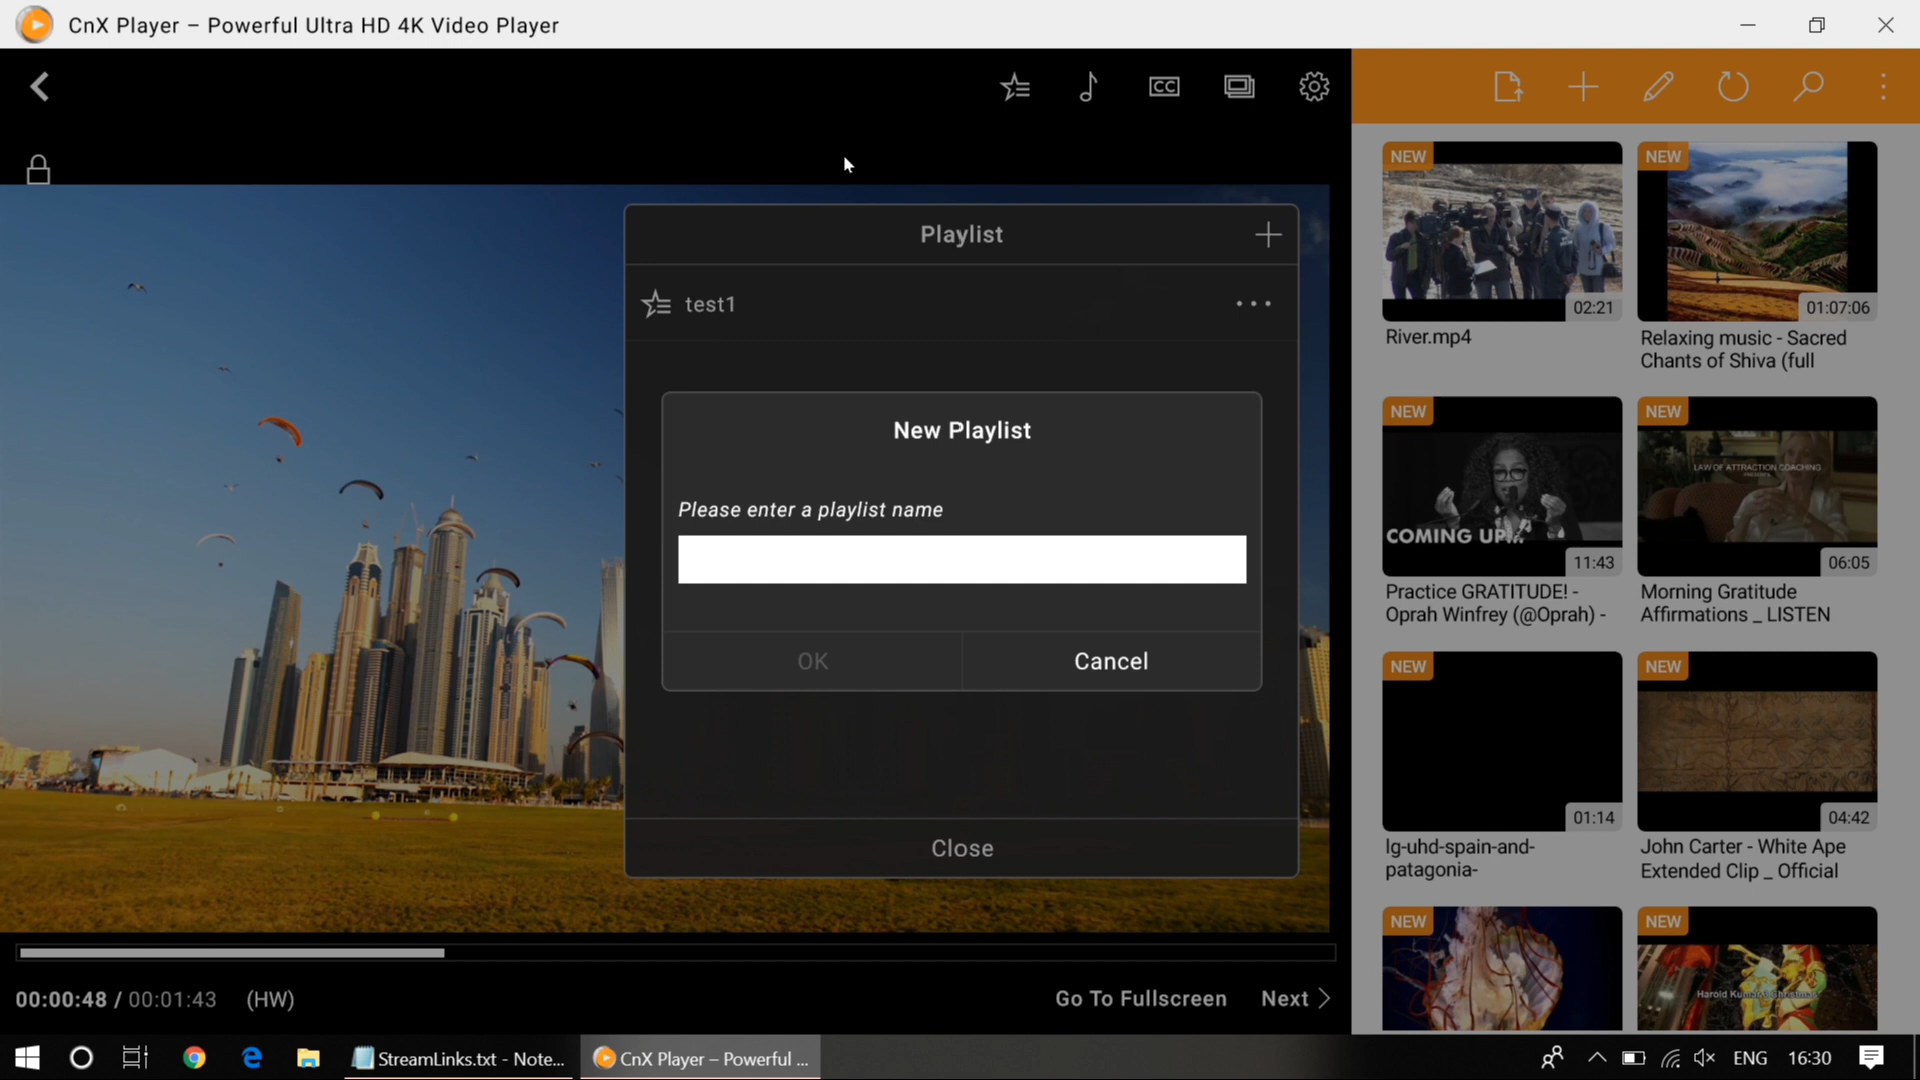 CnX Player – Powerful Ultra HD 4K Video Player
CC
Playlist
test1
New Playlist
Please enter a playlist name
OK
Cancel
Close
00:00:48 / 00:01:43 (HW)
Go To Fullscreen
Next
NEW
02:21
River.mp4
NEW
01:07:06
Relaxing music - Sacred
Chants of Shiva (full
NEW
COMING UP...
11:43
Practice GRATITUDE! -
Oprah Winfrey (@Oprah) -
NEW
LAW OF ATTRACTION COACHING
06:05
Morning Gratitude
Affirmations _ LISTEN
NEW
01:14
lg-uhd-spain-and-
patagonia-
NEW
04:42
John Carter - White Ape
Extended Clip _ Official
NEW
NEW
StreamLinks.txt - Note...
CnX Player – Powerful ...
ENG
16:30